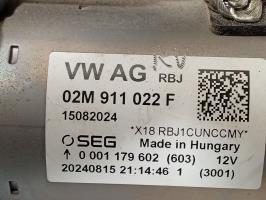 VW AG RBJ
02M 911 022 F
15082024
*X18 RBJ1CUNCCMY*
SEG Made in Hungary
↑ 0 001 179 602 (603) 12V
20240815 21:14:46 1 (3001)